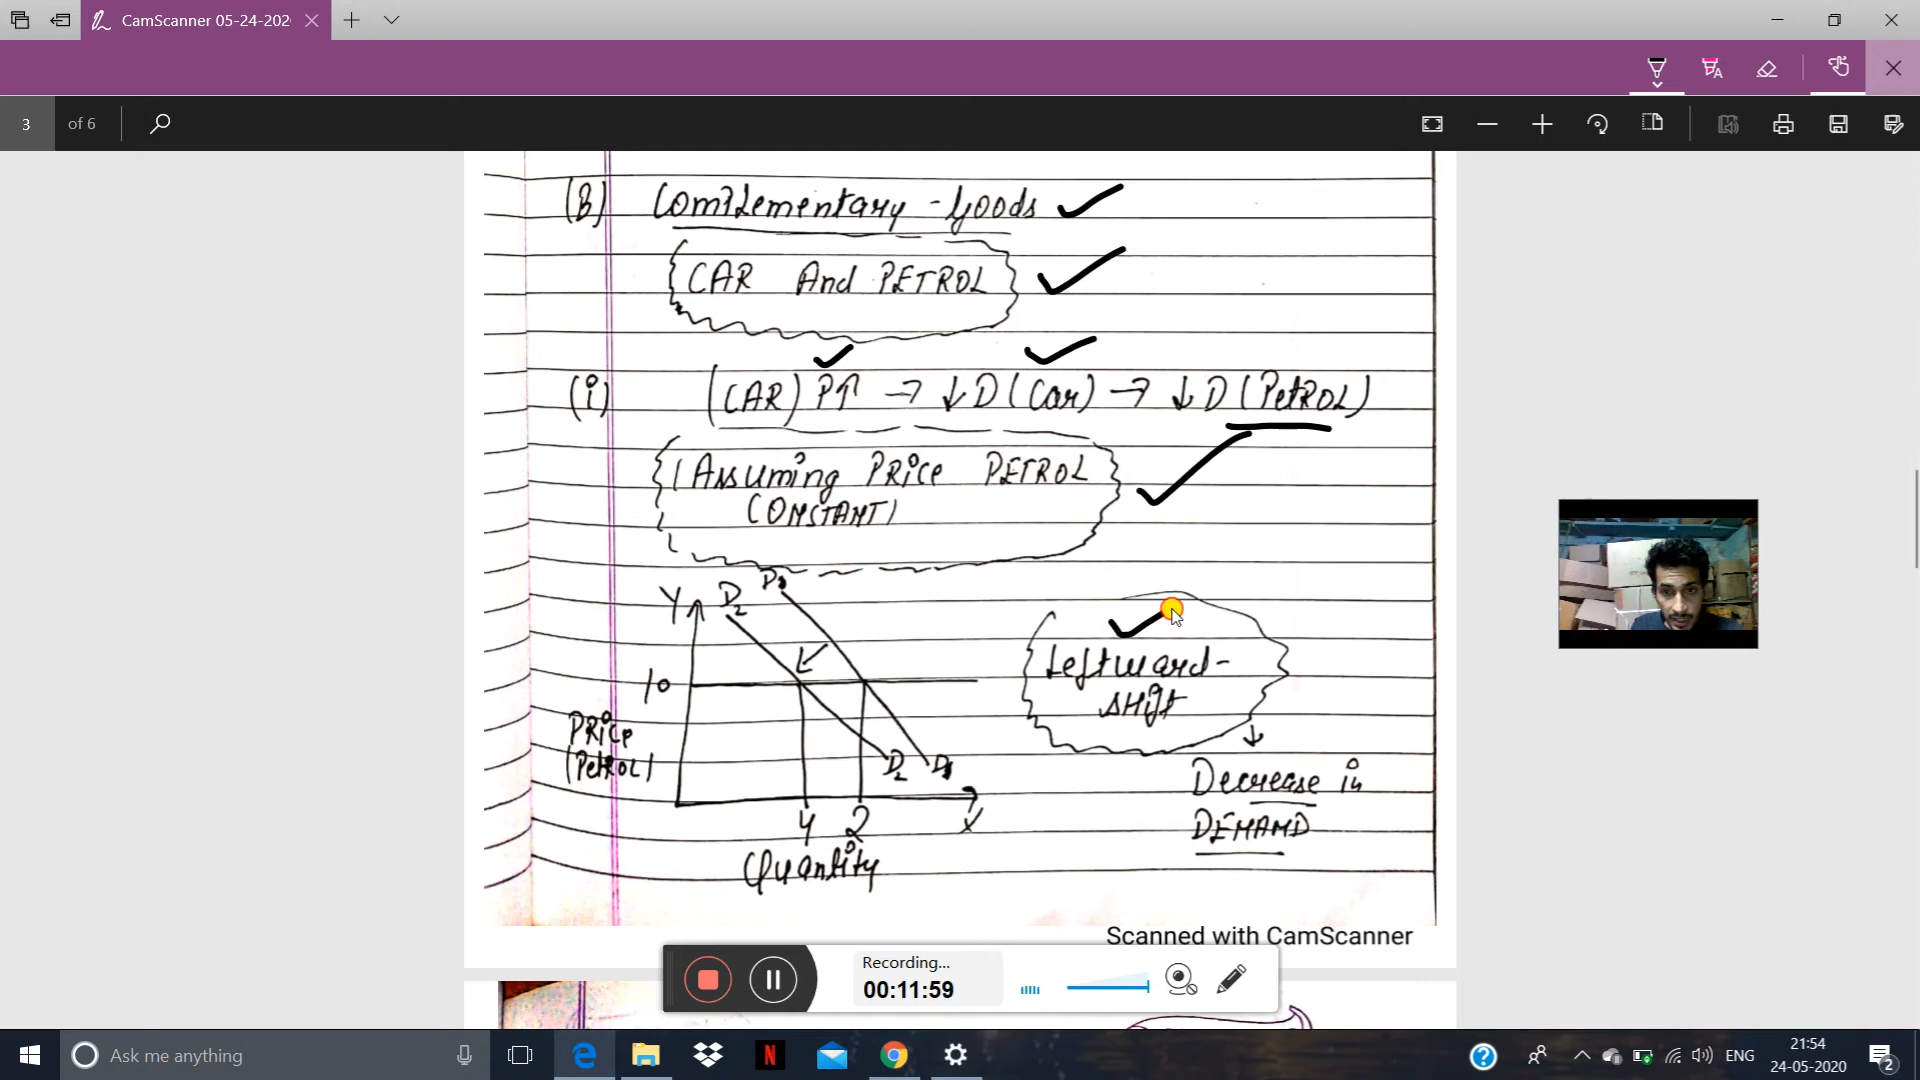 CamScanner 05-24-202
3 of 6
(B) Complementary - Goods
CAR And PETROL
(i) (CAR) P↑ → ↓ D (Car) → ↓ D (PetROL)
(Assuming PRice PETROL
CONSTANT)
Y D2 D1
10
PRice
(PetROL)
Leftward-
SHift
↓
Decrease in
DEMAND
D2 D1
4 2 X
Quantity
Scanned with CamScanner
Recording...
00:11:59
Ask me anything
ENG
21:54
24-05-2020
2